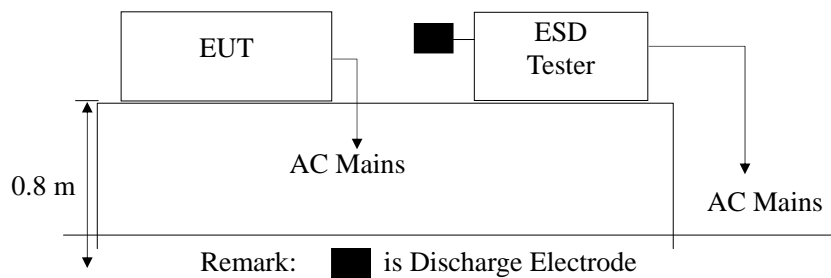 EUT
ESD
Tester
AC Mains
0.8 m
AC Mains
Remark: is Discharge Electrode